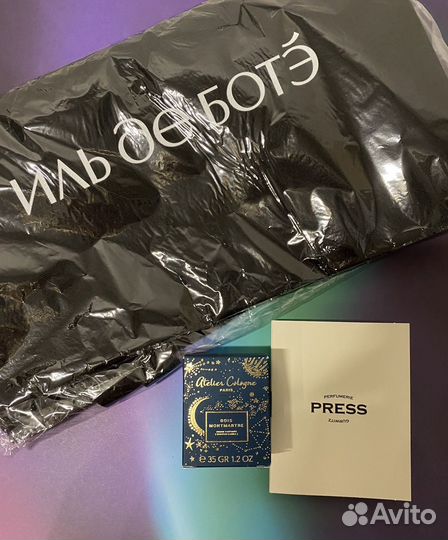 ИЛЬ ДЕ БОТЭ
Atelier Cologne
PARIS
BOIS
MONTMARTRE
℮ 35 GR 1.2 OZ
PERFUMERIE
PRESS
Avito